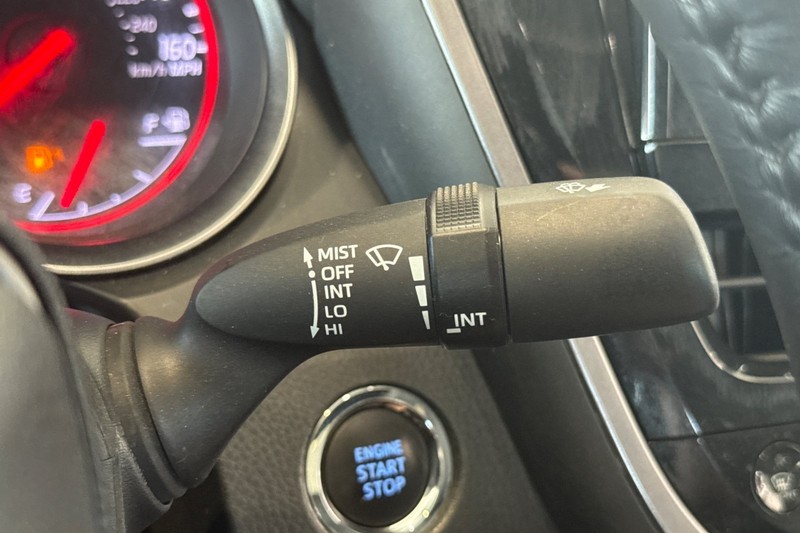 240
160
km/h MPH
F
E
MIST
OFF
INT
LO
HI
INT
ENGINE
START
STOP